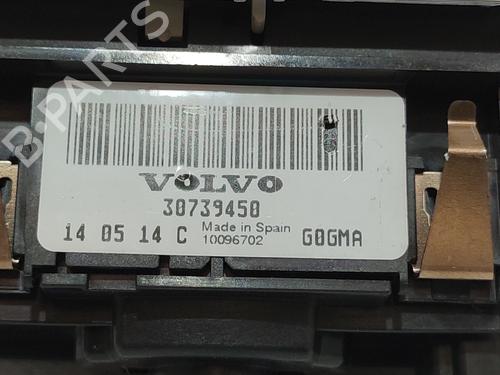 B-PARTS
VOLVO
30739450
14 05 14 C
Made in Spain
10096702
G0GMA